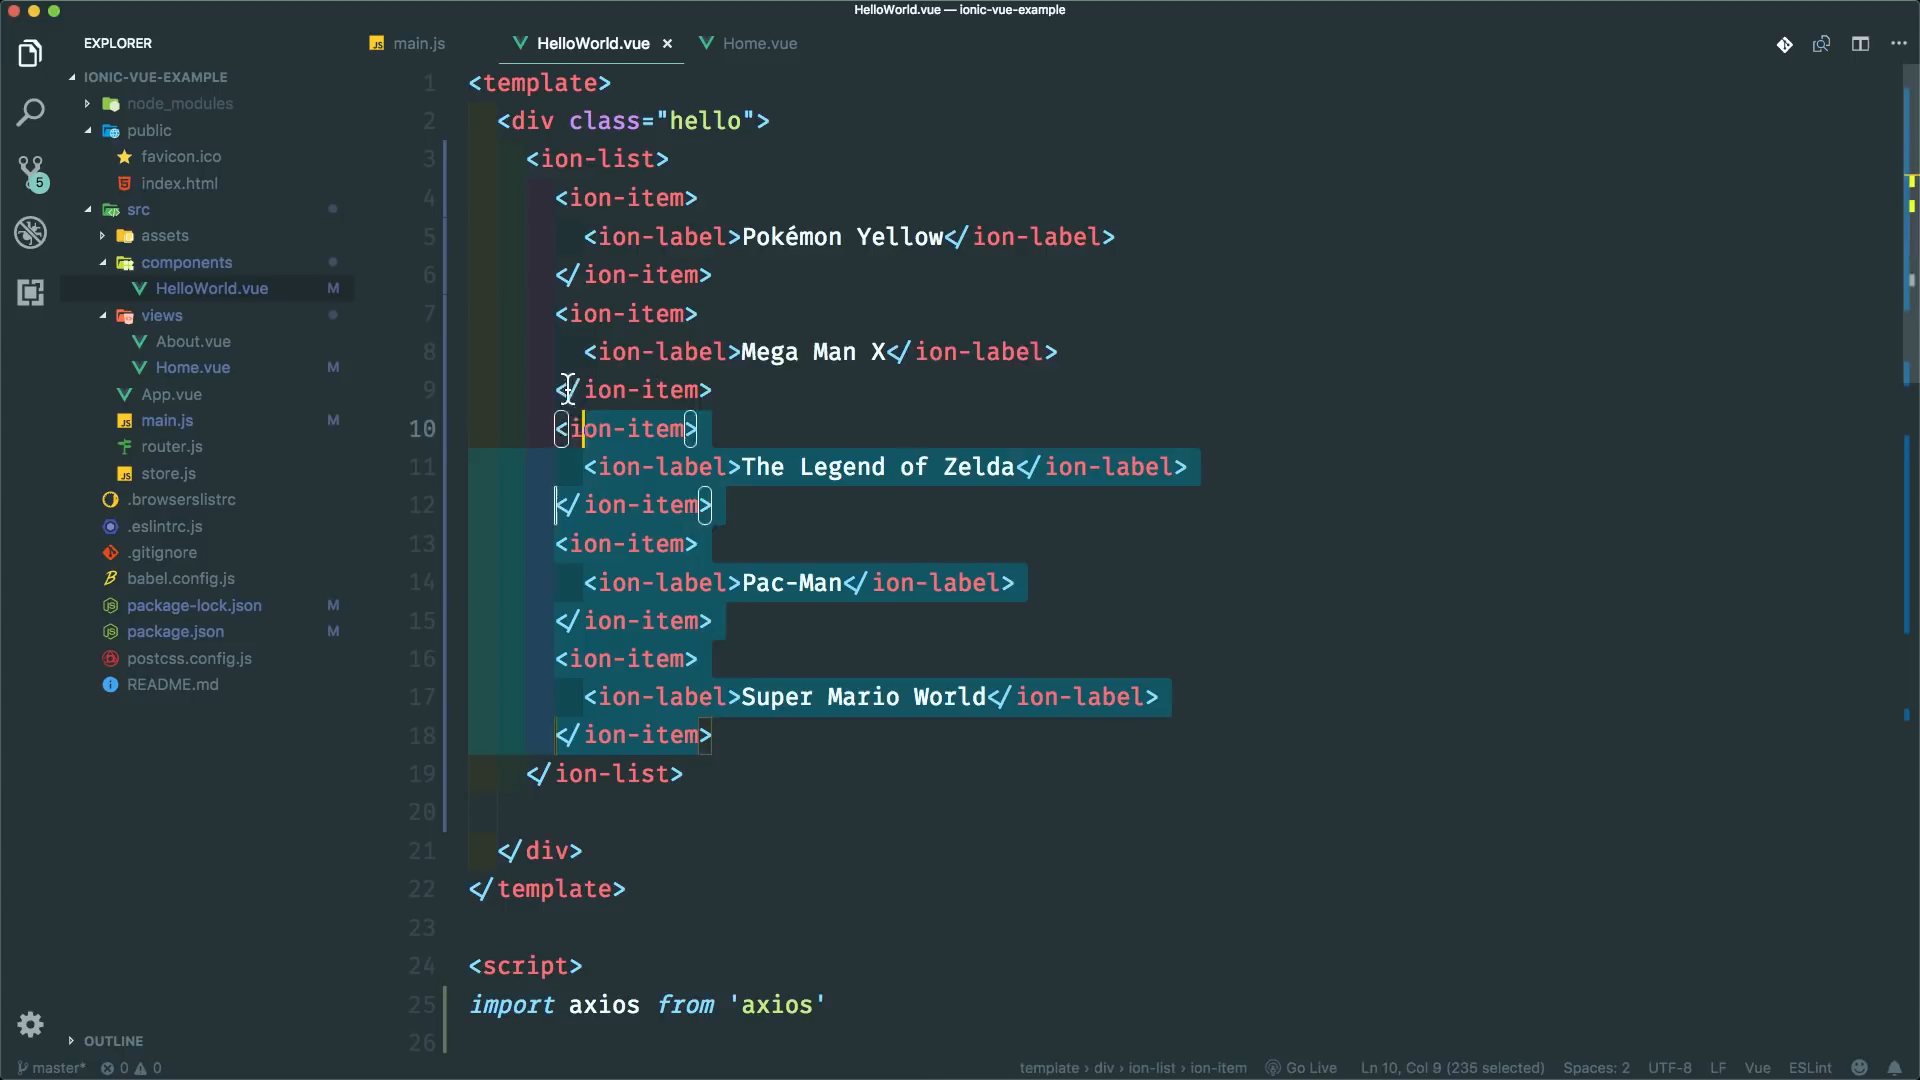 HelloWorld.vue — ionic-vue-example
EXPLORER
IONIC-VUE-EXAMPLE
node_modules
public
favicon.ico
index.html
src
assets
components
HelloWorld.vue M
views
About.vue
Home.vue M
App.vue
main.js M
router.js
store.js
.browserslistrc
.eslintrc.js
.gitignore
babel.config.js
package-lock.json M
package.json M
postcss.config.js
README.md
OUTLINE
5
main.js HelloWorld.vue × Home.vue
1 <template>
2 <div class="hello">
3 <ion-list>
4 <ion-item>
5 <ion-label>Pokémon Yellow</ion-label>
6 </ion-item>
7 <ion-item>
8 <ion-label>Mega Man X</ion-label>
9 </ion-item>
10 <ion-item>
11 <ion-label>The Legend of Zelda</ion-label>
12 </ion-item>
13 <ion-item>
14 <ion-label>Pac-Man</ion-label>
15 </ion-item>
16 <ion-item>
17 <ion-label>Super Mario World</ion-label>
18 </ion-item>
19 </ion-list>
20
21 </div>
22 </template>
23
24 <script>
25 import axios from 'axios'
26
master* 0 0 template › div › ion-list › ion-item Go Live Ln 10, Col 9 (235 selected) Spaces: 2 UTF-8 LF Vue ESLint